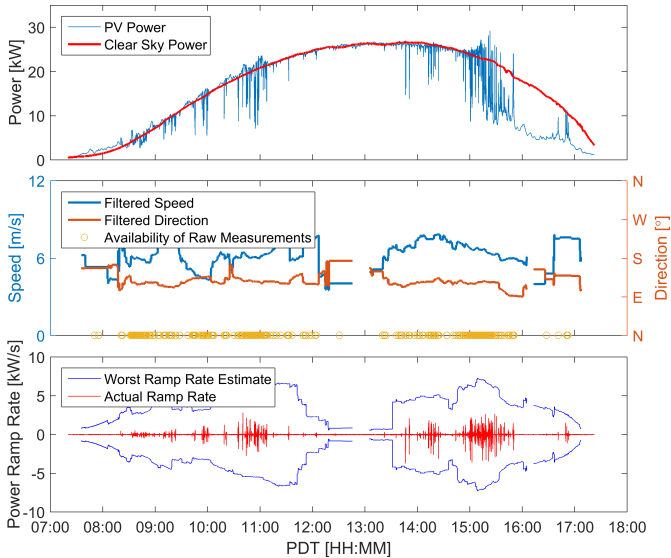 Power [kW]
30
20
10
0
PV Power
Clear Sky Power
Speed [m/s]
12
6
0
Filtered Speed
Filtered Direction
Availability of Raw Measurements
N
W
S
E
N
Direction [°]
Power Ramp Rate [kW/s]
10
5
0
-5
-10
Worst Ramp Rate Estimate
Actual Ramp Rate
07:00 08:00 09:00 10:00 11:00 12:00 13:00 14:00 15:00 16:00 17:00 18:00
PDT [HH:MM]